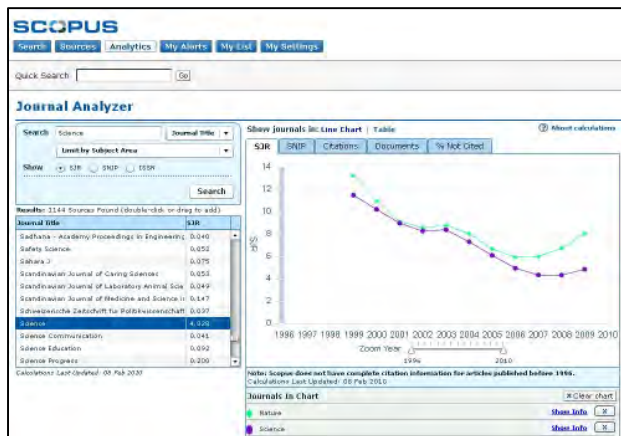 SCOPUS
Search Sources Analytics My Alerts My List My Settings
Quick Search Go
Journal Analyzer
Search Science Journal Title
Limit by Subject Area
Show SJR SNIP ISSN
Search
Results: 1144 Sources Found (double-click or drag to add)
Journal Title SJR
Sadhana - Academy Proceedings in Engineering 0.040
Safety Science 0.052
Sahara J 0.075
Scandinavian Journal of Caring Sciences 0.053
Scandinavian Journal of Laboratory Animal Scie 0.049
Scandinavian Journal of Medicine and Science i 0.147
Schweizerische Zeitschrift für Politikwissenschaft 0.037
Science
Science Communication 0.041
Science Education 0.092
Science Progress 0.200
Calculations Last Updated: 08 Feb 2010
Show journals in: Line Chart | Table
About calculations
SJR SNIP Citations Documents % Not Cited
14
12
10
8
SJR
6
4
2
0
1996 1997 1998 1999 2000 2001 2002 2003 2004 2005 2006 2007 2008 2009 2010
Zoom Year
1996 2010
Note: Scopus does not have complete citation information for articles published before 1996.
Calculations Last Updated: 08 Feb 2010
Journals in Chart × Clear chart
Nature Show Info ×
Science Show Info ×